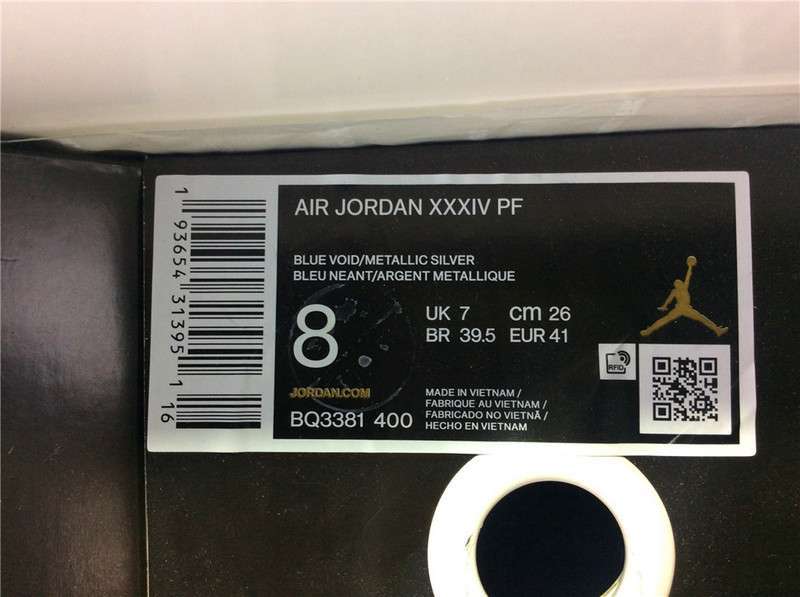 AIR JORDAN XXXIV PF
BLUE VOID/METALLIC SILVER
BLEU NEANT/ARGENT METALLIQUE
8
UK 7 cm 26
BR 39.5 EUR 41
RFID
JORDAN.COM
BQ3381 400
MADE IN VIETNAM /
FABRIQUE AU VIETNAM /
FABRICADO NO VIETNÃ /
HECHO EN VIETNAM
1 93654 31395 1 16